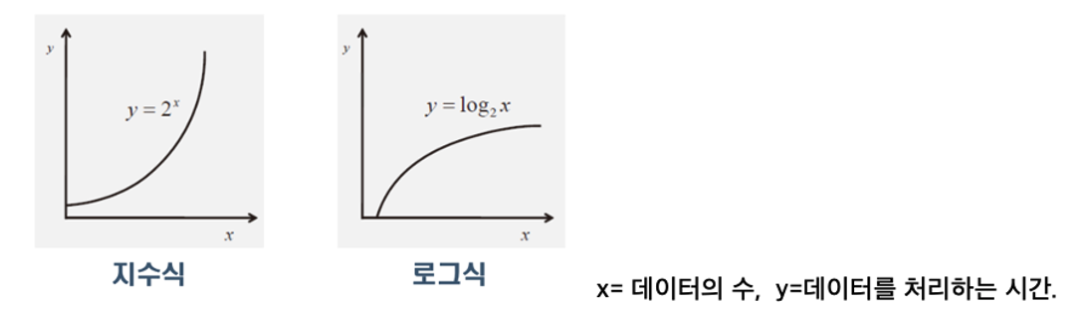 y
y = 2^x
x
지수식
y
y = log₂x
x
로그식
x= 데이터의 수, y=데이터를 처리하는 시간.